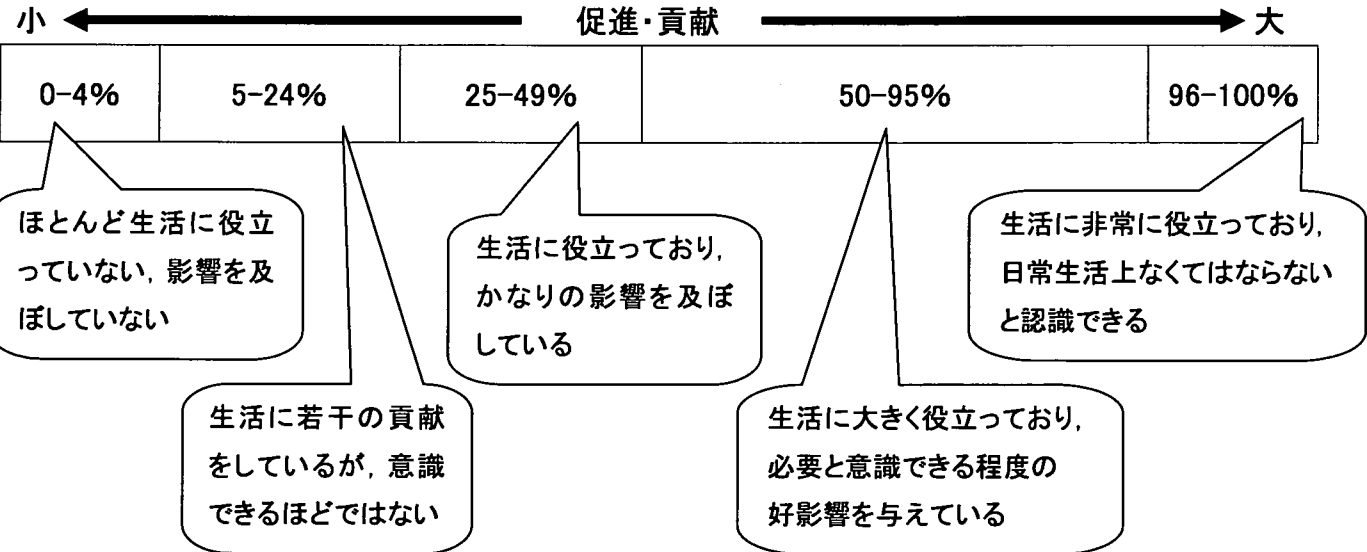 小 促進・貢献 大
0-4% 5-24% 25-49% 50-95% 96-100%
ほとんど生活に役立
っていない, 影響を及
ぼしていない
生活に役立っており,
かなりの影響を及ぼ
している
生活に非常に役立っており,
日常生活上なくてはならない
と認識できる
生活に若干の貢献
をしているが, 意識
できるほどではない
生活に大きく役立っており,
必要と意識できる程度の
好影響を与えている